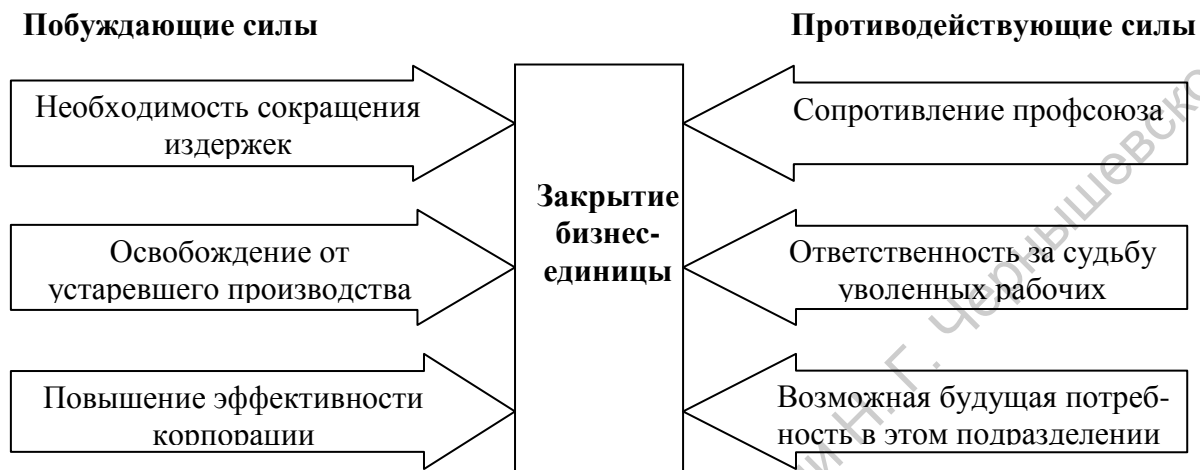 Побуждающие силы
Противодействующие силы
Необходимость сокращения
издержек
Освобождение от
устаревшего производства
Повышение эффективности
корпорации
Закрытие
бизнес-
единицы
Сопротивление профсоюза
Ответственность за судьбу
уволенных рабочих
Возможная будущая потреб-
ность в этом подразделении
Н. Г. Чернышевско